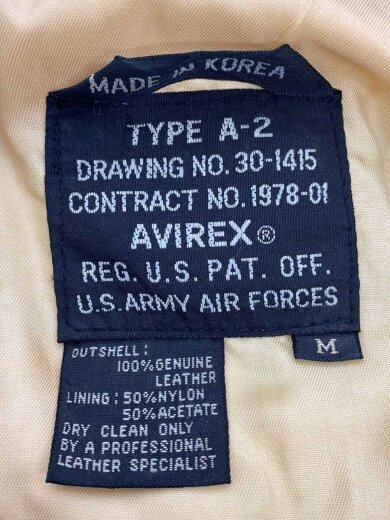 MADE IN KOREA
TYPE A-2
DRAWING NO. 30-1415
CONTRACT NO. 1978-01
AVIREX®
REG. U.S. PAT. OFF.
U.S. ARMY AIR FORCES
M
OUTSHELL:
100% GENUINE
LEATHER
LINING: 50% NYLON
50% ACETATE
DRY CLEAN ONLY
BY A PROFESSIONAL
LEATHER SPECIALIST